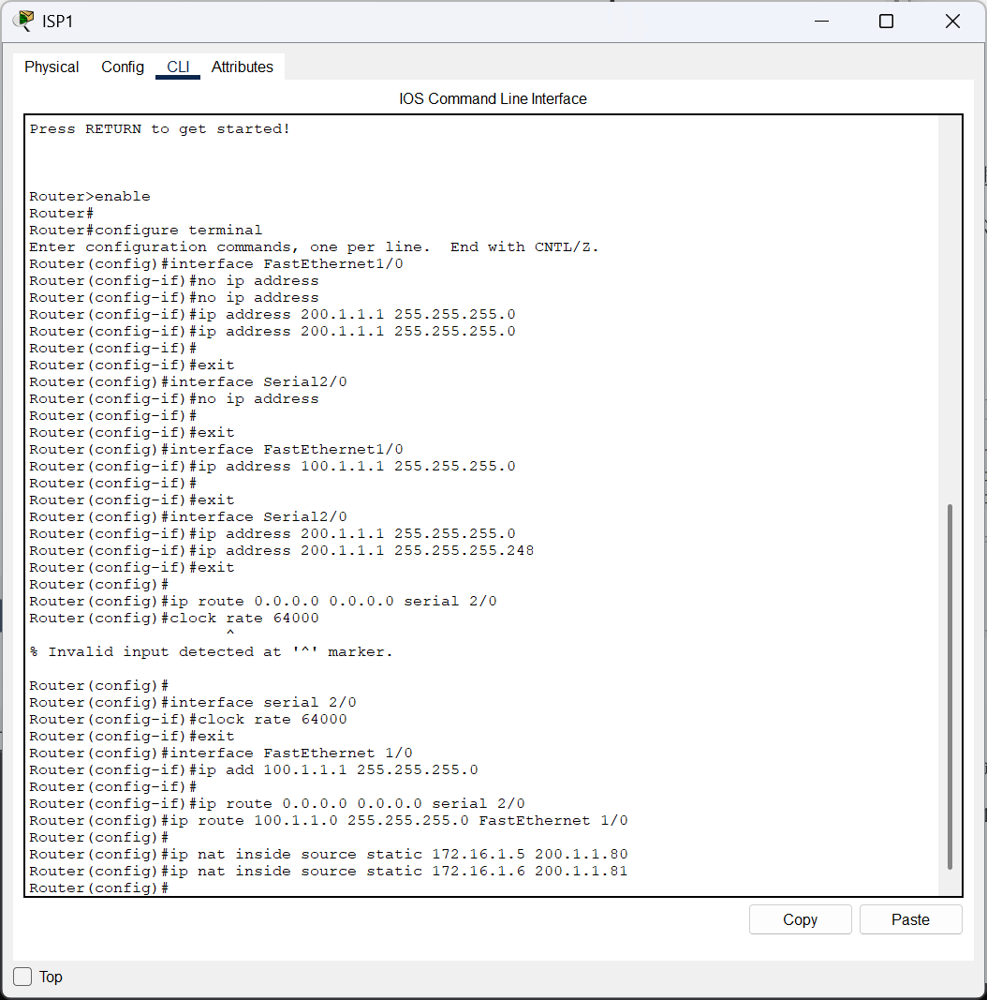 ISP1
Physical Config CLI Attributes
IOS Command Line Interface
Press RETURN to get started!
Router>enable
Router#
Router#configure terminal
Enter configuration commands, one per line.  End with CNTL/Z.
Router(config)#interface FastEthernet1/0
Router(config-if)#no ip address
Router(config-if)#no ip address
Router(config-if)#ip address 200.1.1.1 255.255.255.0
Router(config-if)#ip address 200.1.1.1 255.255.255.0
Router(config-if)#
Router(config-if)#exit
Router(config)#interface Serial2/0
Router(config-if)#no ip address
Router(config-if)#
Router(config-if)#exit
Router(config)#interface FastEthernet1/0
Router(config-if)#ip address 100.1.1.1 255.255.255.0
Router(config-if)#
Router(config-if)#exit
Router(config)#interface Serial2/0
Router(config-if)#ip address 200.1.1.1 255.255.255.0
Router(config-if)#ip address 200.1.1.1 255.255.255.248
Router(config-if)#exit
Router(config)#
Router(config)#ip route 0.0.0.0 0.0.0.0 serial 2/0
Router(config)#clock rate 64000
^
% Invalid input detected at '^' marker.
Router(config)#
Router(config)#interface serial 2/0
Router(config-if)#clock rate 64000
Router(config-if)#exit
Router(config)#interface FastEthernet 1/0
Router(config-if)#ip add 100.1.1.1 255.255.255.0
Router(config-if)#
Router(config-if)#ip route 0.0.0.0 0.0.0.0 serial 2/0
Router(config)#ip route 100.1.1.0 255.255.255.0 FastEthernet 1/0
Router(config)#
Router(config)#ip nat inside source static 172.16.1.5 200.1.1.80
Router(config)#ip nat inside source static 172.16.1.6 200.1.1.81
Router(config)#
Copy Paste
Top